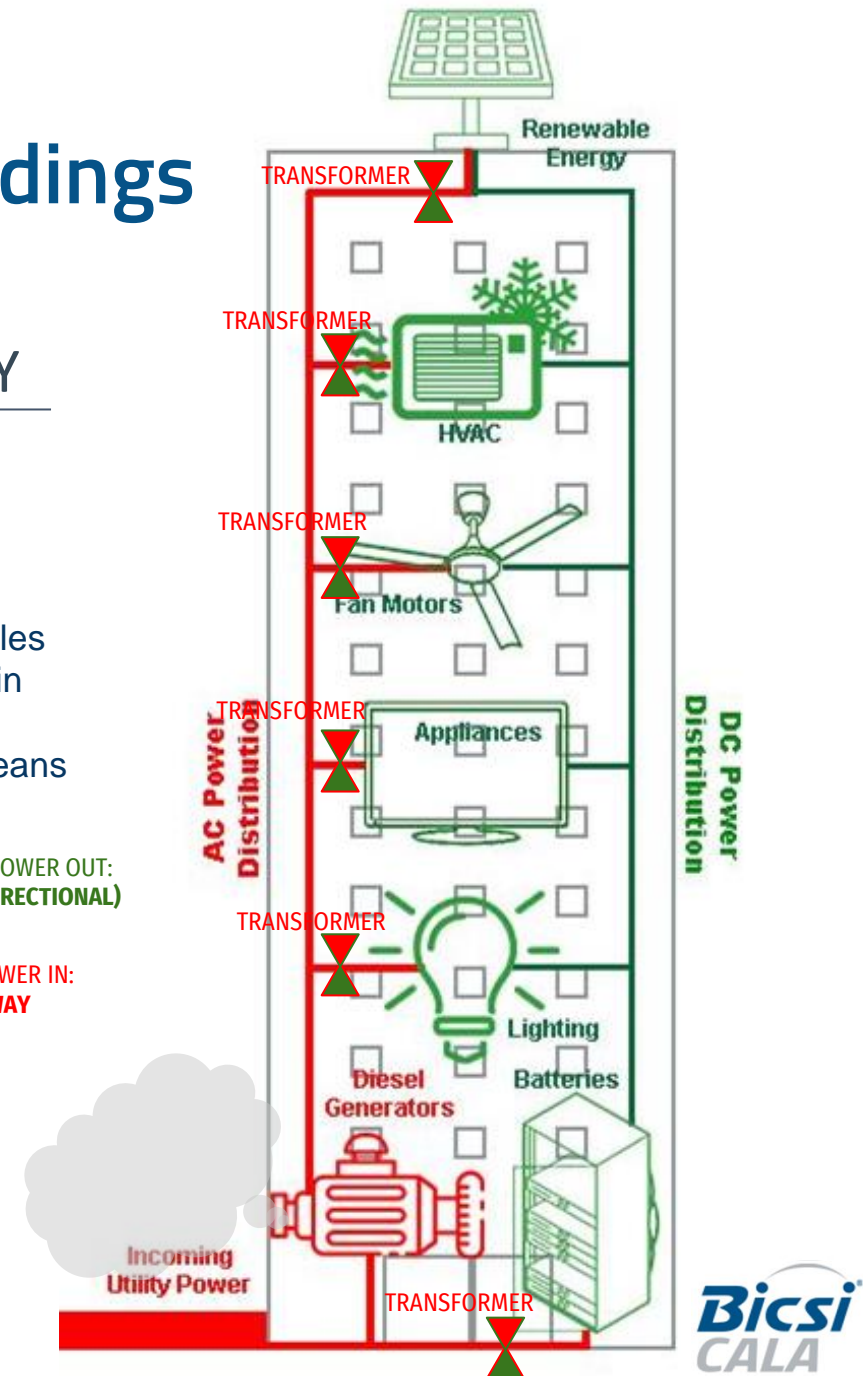 dings
Y
les
in
eans
OWER OUT:
RECTIONAL)
WER IN:
WAY
Renewable
Energy
TRANSFORMER
TRANSFORMER
HVAC
TRANSFORMER
Fan Motors
TRANSFORMER
Appliances
AC Power
Distribution
DC Power
Distribution
TRANSFORMER
Lighting
Diesel
Generators
Batteries
Incoming
Utility Power
TRANSFORMER
Bicsi
CALA